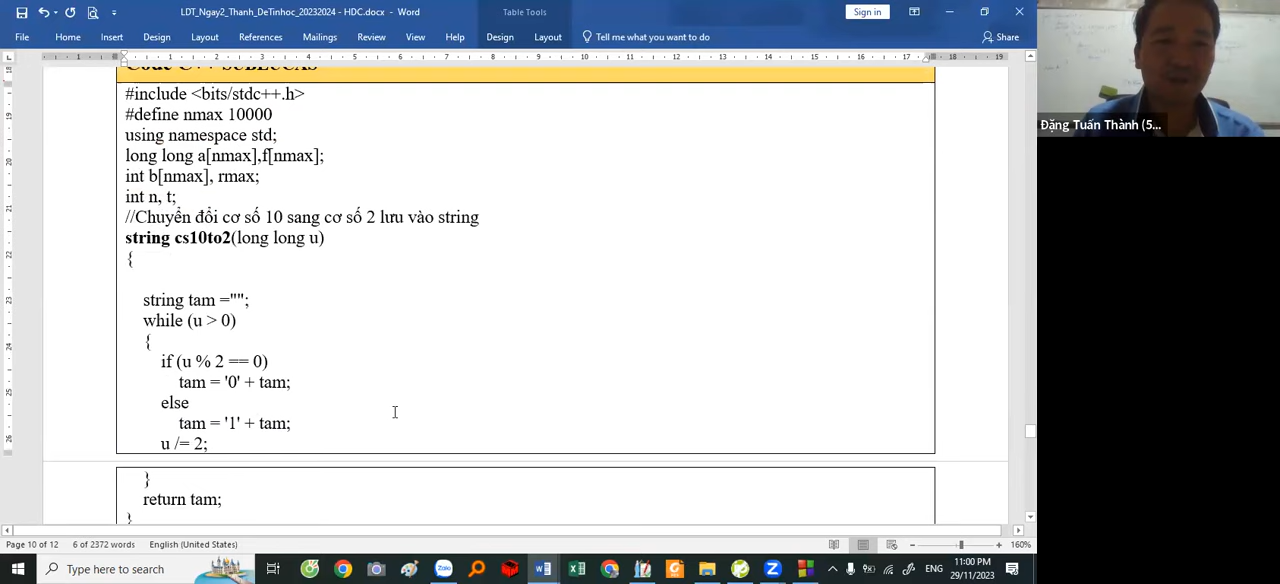 LDT_Ngay2_Thanh_DeTinhoc_20232024 - HDC.docx - Word
Table Tools
Sign in
File Home Insert Design Layout References Mailings Review View Help Design Layout Tell me what you want to do Share
Code C++ SUBLUCAS
#include <bits/stdc++.h>
#define nmax 10000
using namespace std;
long long a[nmax],f[nmax];
int b[nmax], rmax;
int n, t;
//Chuyển đổi cơ số 10 sang cơ số 2 lưu vào string
string cs10to2(long long u)
{
string tam ="";
while (u > 0)
{
if (u % 2 == 0)
tam = '0' + tam;
else
tam = '1' + tam;
u /= 2;
}
return tam;
}
Đặng Tuấn Thành (5...
Page 10 of 12 6 of 2372 words English (United States) 160%
Type here to search
Zalo
ENG
11:00 PM
29/11/2023